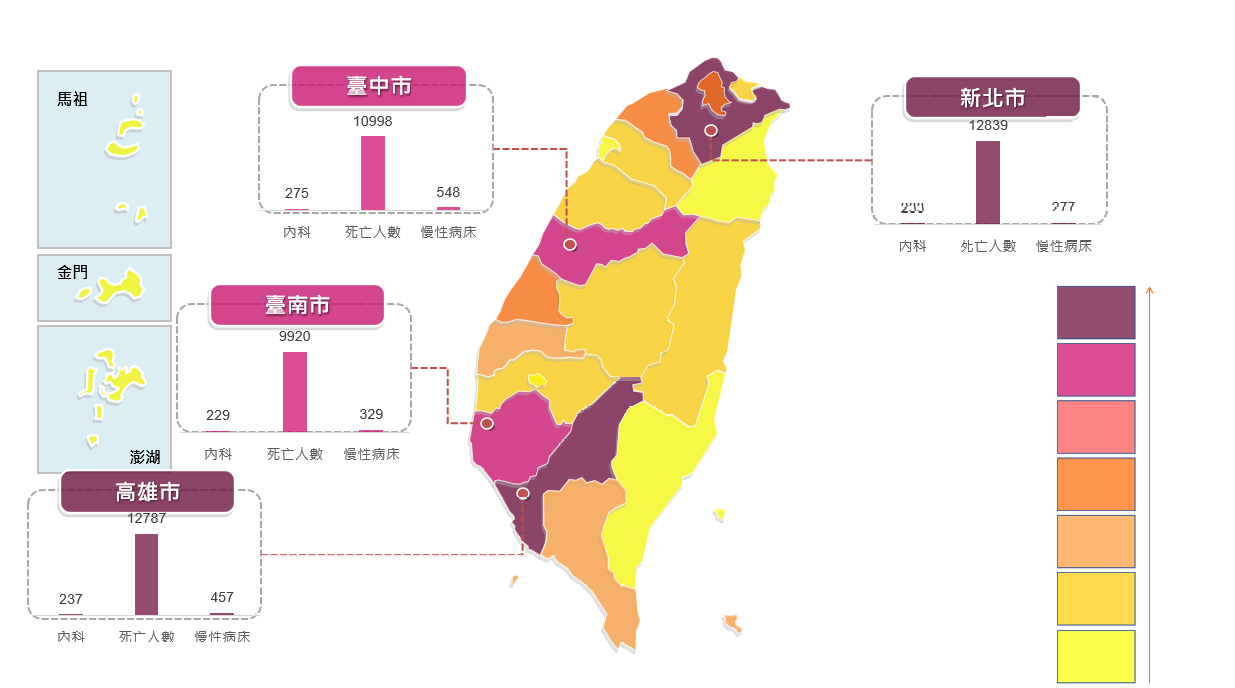 馬祖
金門
澎湖
臺中市
10998
275
548
內科
死亡人數
慢性病床
新北市
12839
233
277
內科
死亡人數
慢性病床
臺南市
9920
229
329
內科
死亡人數
慢性病床
高雄市
12787
237
457
內科
死亡人數
慢性病床